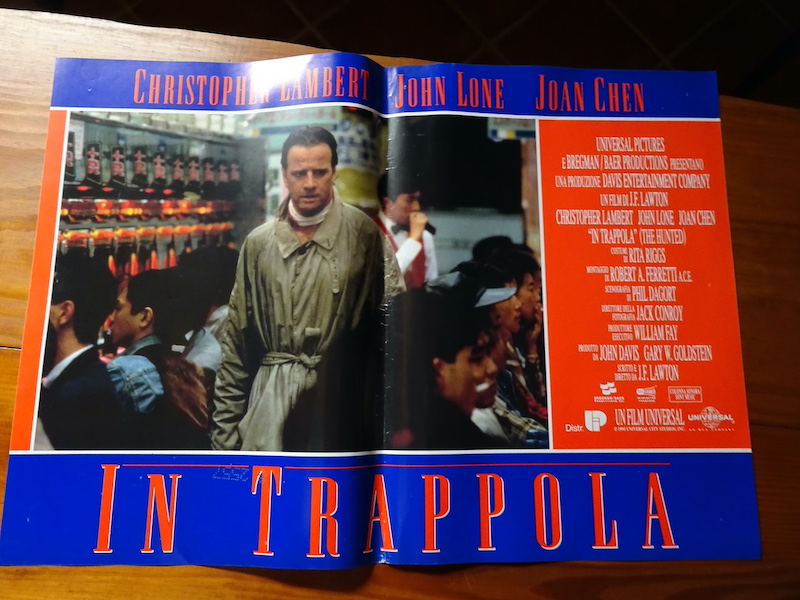 CHRISTOPHER LAMBERT JOHN LONE JOAN CHEN
UNIVERSAL PICTURES
E BREGMAN/BAER PRODUCTIONS PRESENTANO
UNA PRODUZIONE DAVIS ENTERTAINMENT COMPANY
UN FILM DI J.F. LAWTON
CHRISTOPHER LAMBERT JOHN LONE JOAN CHEN
"IN TRAPPOLA" (THE HUNTED)
COSTUMI DI RITA RIGGS
MONTAGGIO DI ROBERT A. FERRETTI A.C.E.
SCENOGRAFIA DI PHIL DAGORT
DIRETTORE DELLA FOTOGRAFIA JACK CONROY
PRODUTTORE ESECUTIVO WILLIAM FAY
PRODOTTO DA JOHN DAVIS GARY W. GOLDSTEIN
SCRITTO E DIRETTO DA J.F. LAWTON
COLONNA SONORA
Distr. UN FILM UNIVERSAL
UNIVERSAL
IN TRAPPOLA